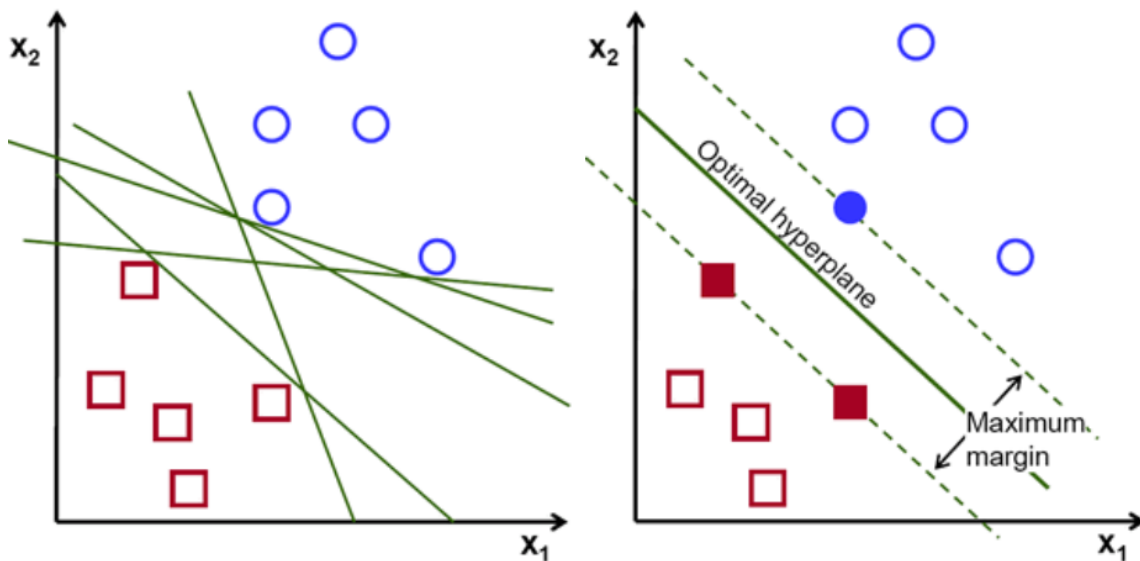 x₂
x₁
x₂
Optimal hyperplane
Maximum
margin
x₁